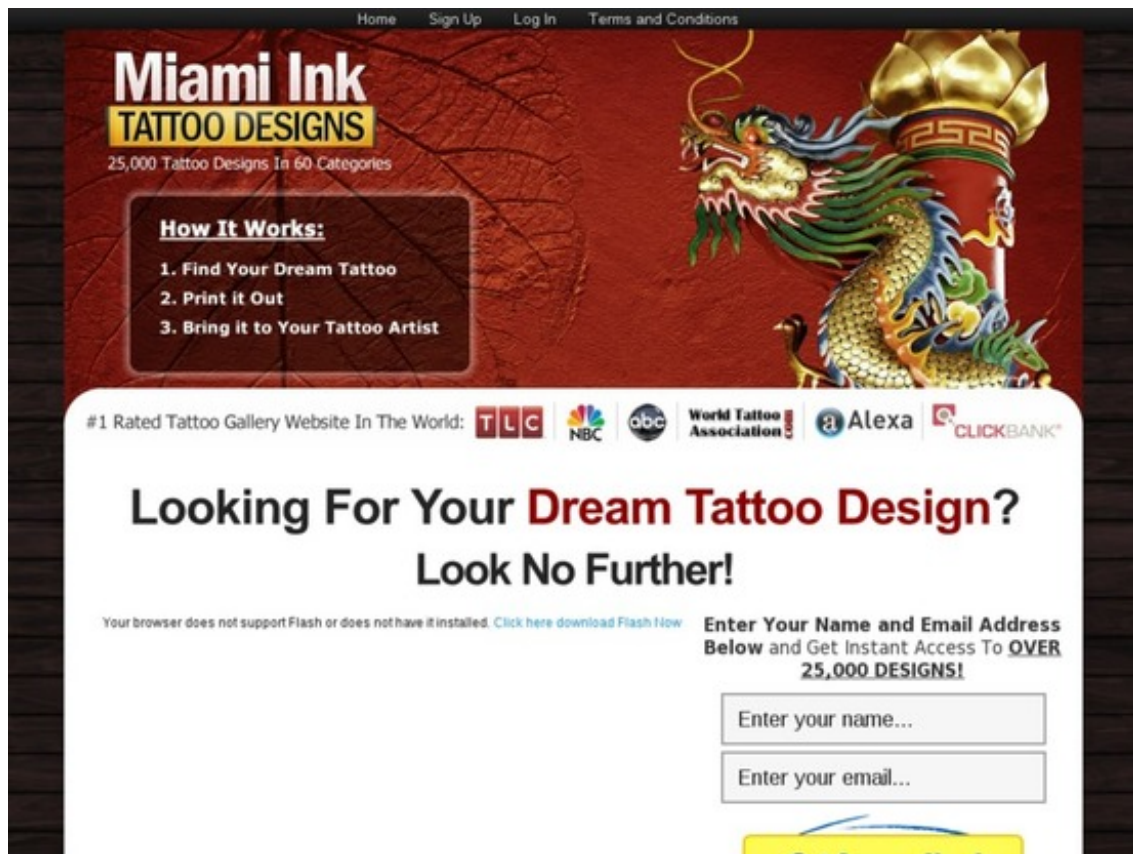 Home Sign Up Log In Terms and Conditions
Miami Ink
TATTOO DESIGNS
25,000 Tattoo Designs In 60 Categories
How It Works:
1. Find Your Dream Tattoo
2. Print it Out
3. Bring it to Your Tattoo Artist
#1 Rated Tattoo Gallery Website In The World: TLC NBC abc World Tattoo Association .com a Alexa CLICKBANK®
Looking For Your Dream Tattoo Design?
Look No Further!
Your browser does not support Flash or does not have it installed. Click here download Flash Now
Enter Your Name and Email Address
Below and Get Instant Access To OVER
25,000 DESIGNS!
Enter your name...
Enter your email...